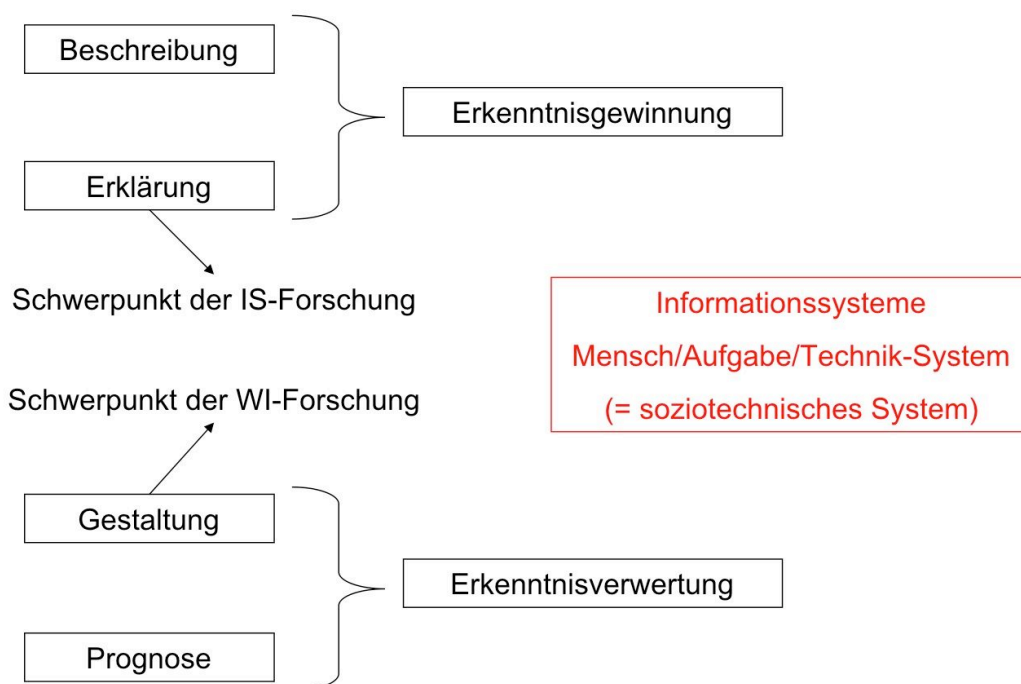 Beschreibung
Erkenntnisgewinnung
Erklärung
Schwerpunkt der IS-Forschung
Informationssysteme
Mensch/Aufgabe/Technik-System
(= soziotechnisches System)
Schwerpunkt der WI-Forschung
Gestaltung
Erkenntnisverwertung
Prognose